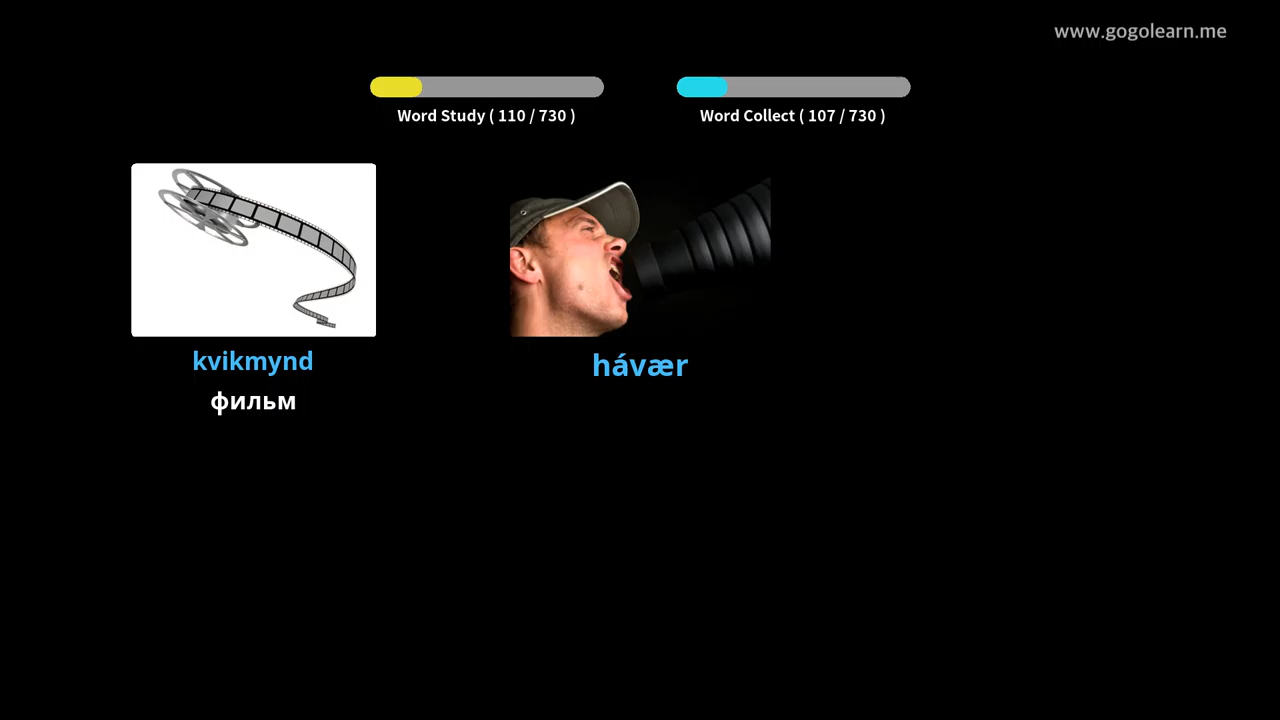 www.gogolearn.me
Word Study ( 110 / 730 )
Word Collect ( 107 / 730 )
kvikmynd
фильм
hávær